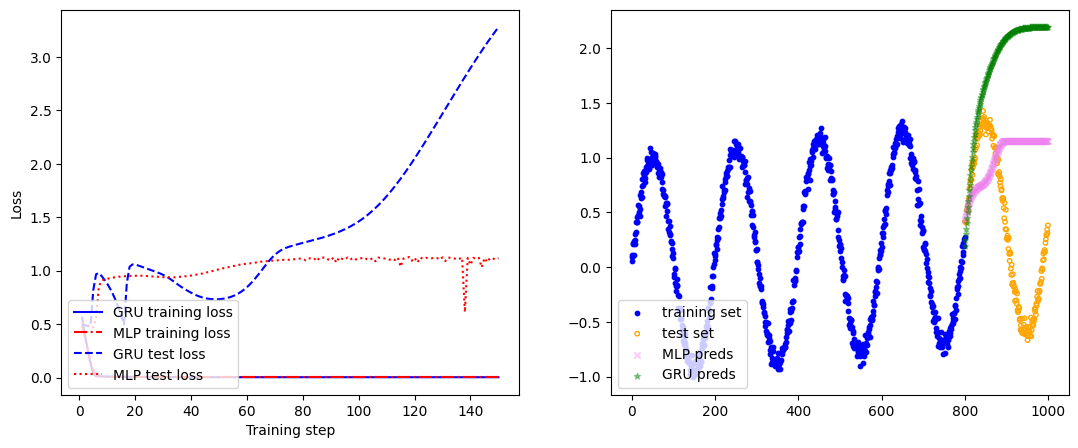 3.0
2.5
2.0
1.5
1.0
0.5
0.0
Loss
GRU training loss
MLP training loss
GRU test loss
MLP test loss
0 20 40 60 80 100 120 140
Training step
2.0
1.5
1.0
0.5
0.0
−0.5
−1.0
training set
test set
MLP preds
GRU preds
0 200 400 600 800 1000